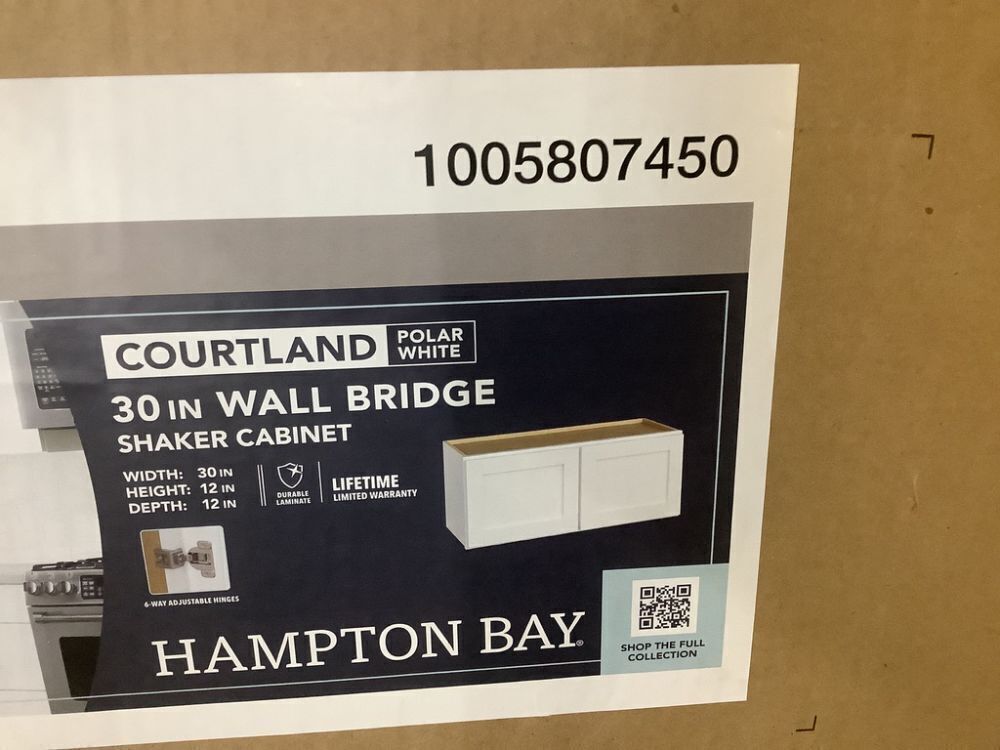 1005807450
COURTLAND POLAR WHITE
30 IN WALL BRIDGE
SHAKER CABINET
WIDTH: 30 IN
HEIGHT: 12 IN
DEPTH: 12 IN
DURABLE
LAMINATE
LIFETIME
LIMITED WARRANTY
6-WAY ADJUSTABLE HINGES
HAMPTON BAY®
SHOP THE FULL
COLLECTION